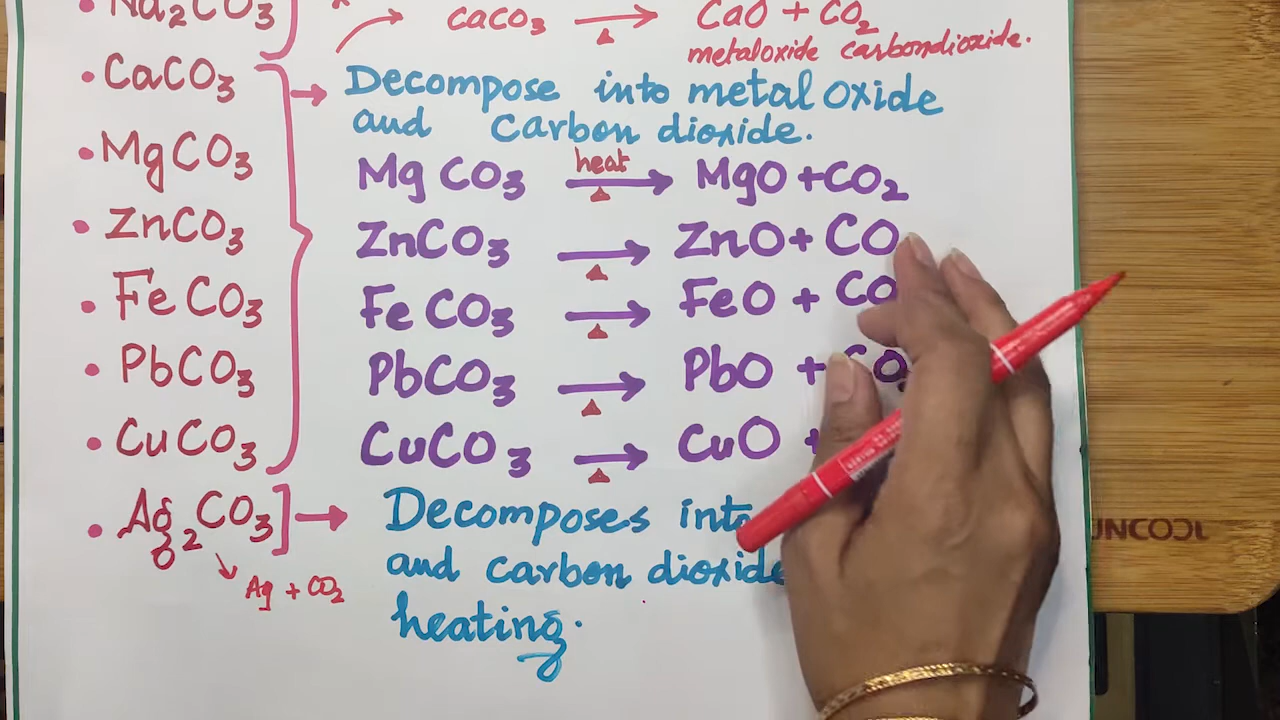 Na₂CO₃
CaCO₃ → CaO + CO₂
metaloxide carbondioxide.
• CaCO₃ → Decompose into metal oxide
and Carbon dioxide.
• MgCO₃
MgCO₃ heat → MgO + CO₂
• ZnCO₃
ZnCO₃ → ZnO + CO
• FeCO₃
FeCO₃ → FeO + CO
• PbCO₃
PbCO₃ → PbO + CO₂
• CuCO₃
CuCO₃ → CuO +
• Ag₂CO₃ → Decomposes into
and carbon dioxide
Ag + CO₂
heating.